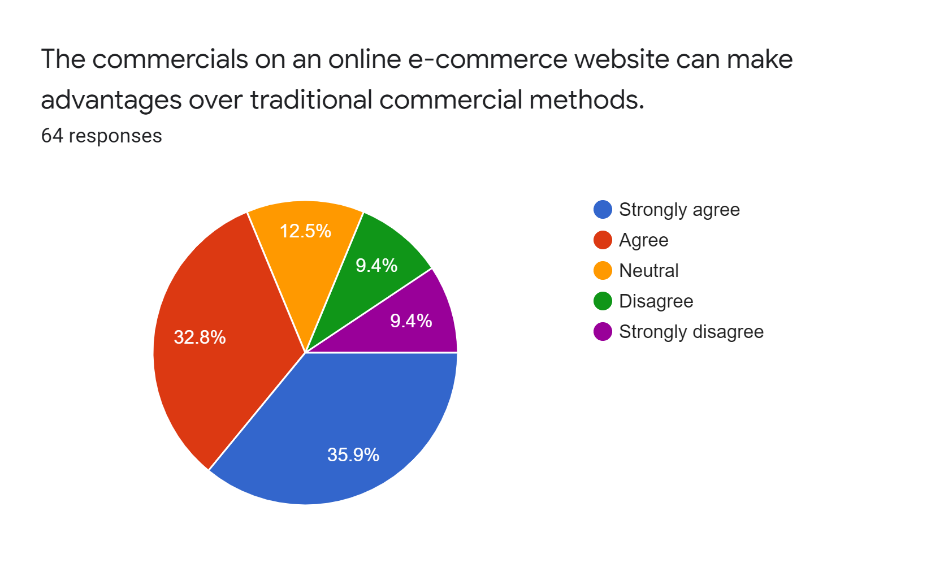 The commercials on an online e-commerce website can make
advantages over traditional commercial methods.
64 responses
12.5%
9.4%
9.4%
32.8%
35.9%
Strongly agree
Agree
Neutral
Disagree
Strongly disagree